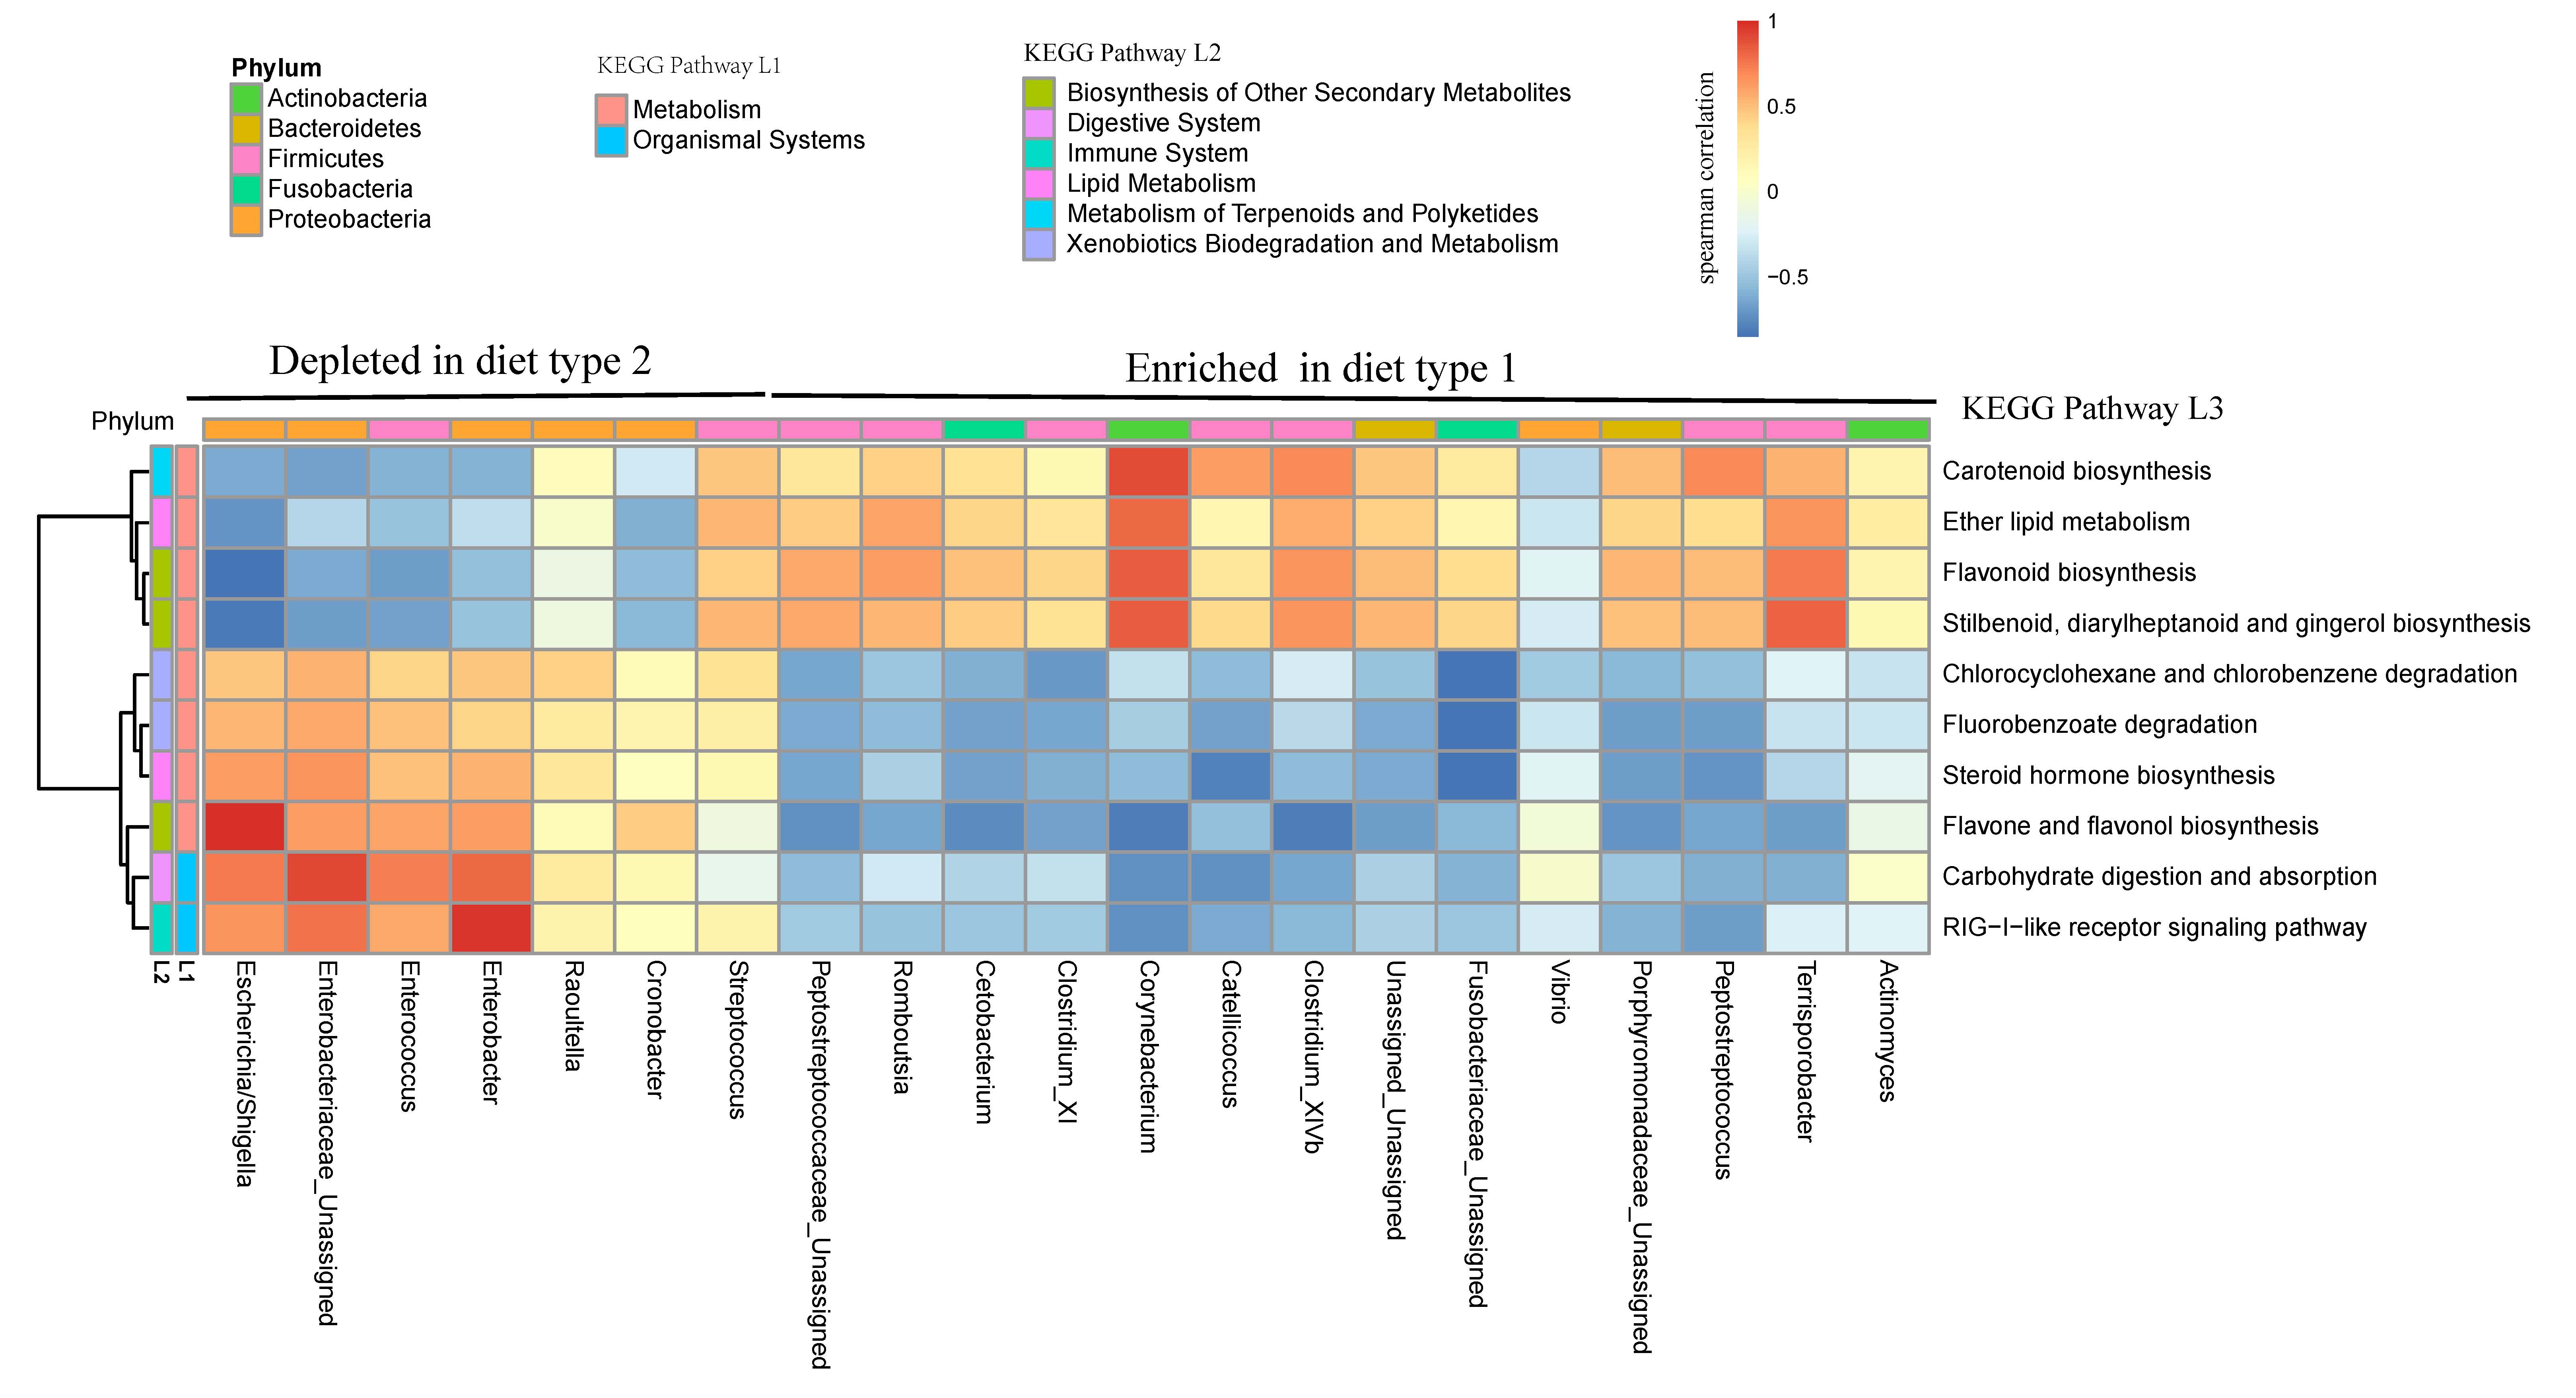 Phylum
Actinobacteria
Bacteroidetes
Firmicutes
Fusobacteria
Proteobacteria
KEGG Pathway L1
Metabolism
Organismal Systems
KEGG Pathway L2
Biosynthesis of Other Secondary Metabolites
Digestive System
Immune System
Lipid Metabolism
Metabolism of Terpenoids and Polyketides
Xenobiotics Biodegradation and Metabolism
spearman correlation
1
0.5
0
−0.5
Depleted in diet type 2
Enriched in diet type 1
Phylum
KEGG Pathway L3
Carotenoid biosynthesis
Ether lipid metabolism
Flavonoid biosynthesis
Stilbenoid, diarylheptanoid and gingerol biosynthesis
Chlorocyclohexane and chlorobenzene degradation
Fluorobenzoate degradation
Steroid hormone biosynthesis
Flavone and flavonol biosynthesis
Carbohydrate digestion and absorption
RIG−I−like receptor signaling pathway
L2
L1
Escherichia/Shigella
Enterobacteriaceae_Unassigned
Enterococcus
Enterobacter
Raoultella
Cronobacter
Streptococcus
Peptostreptococcaceae_Unassigned
Romboutsia
Cetobacterium
Clostridium_XI
Corynebacterium
Catellicoccus
Clostridium_XIVb
Unassigned_Unassigned
Fusobacteriaceae_Unassigned
Vibrio
Porphyromonadaceae_Unassigned
Peptostreptococcus
Terrisporobacter
Actinomyces